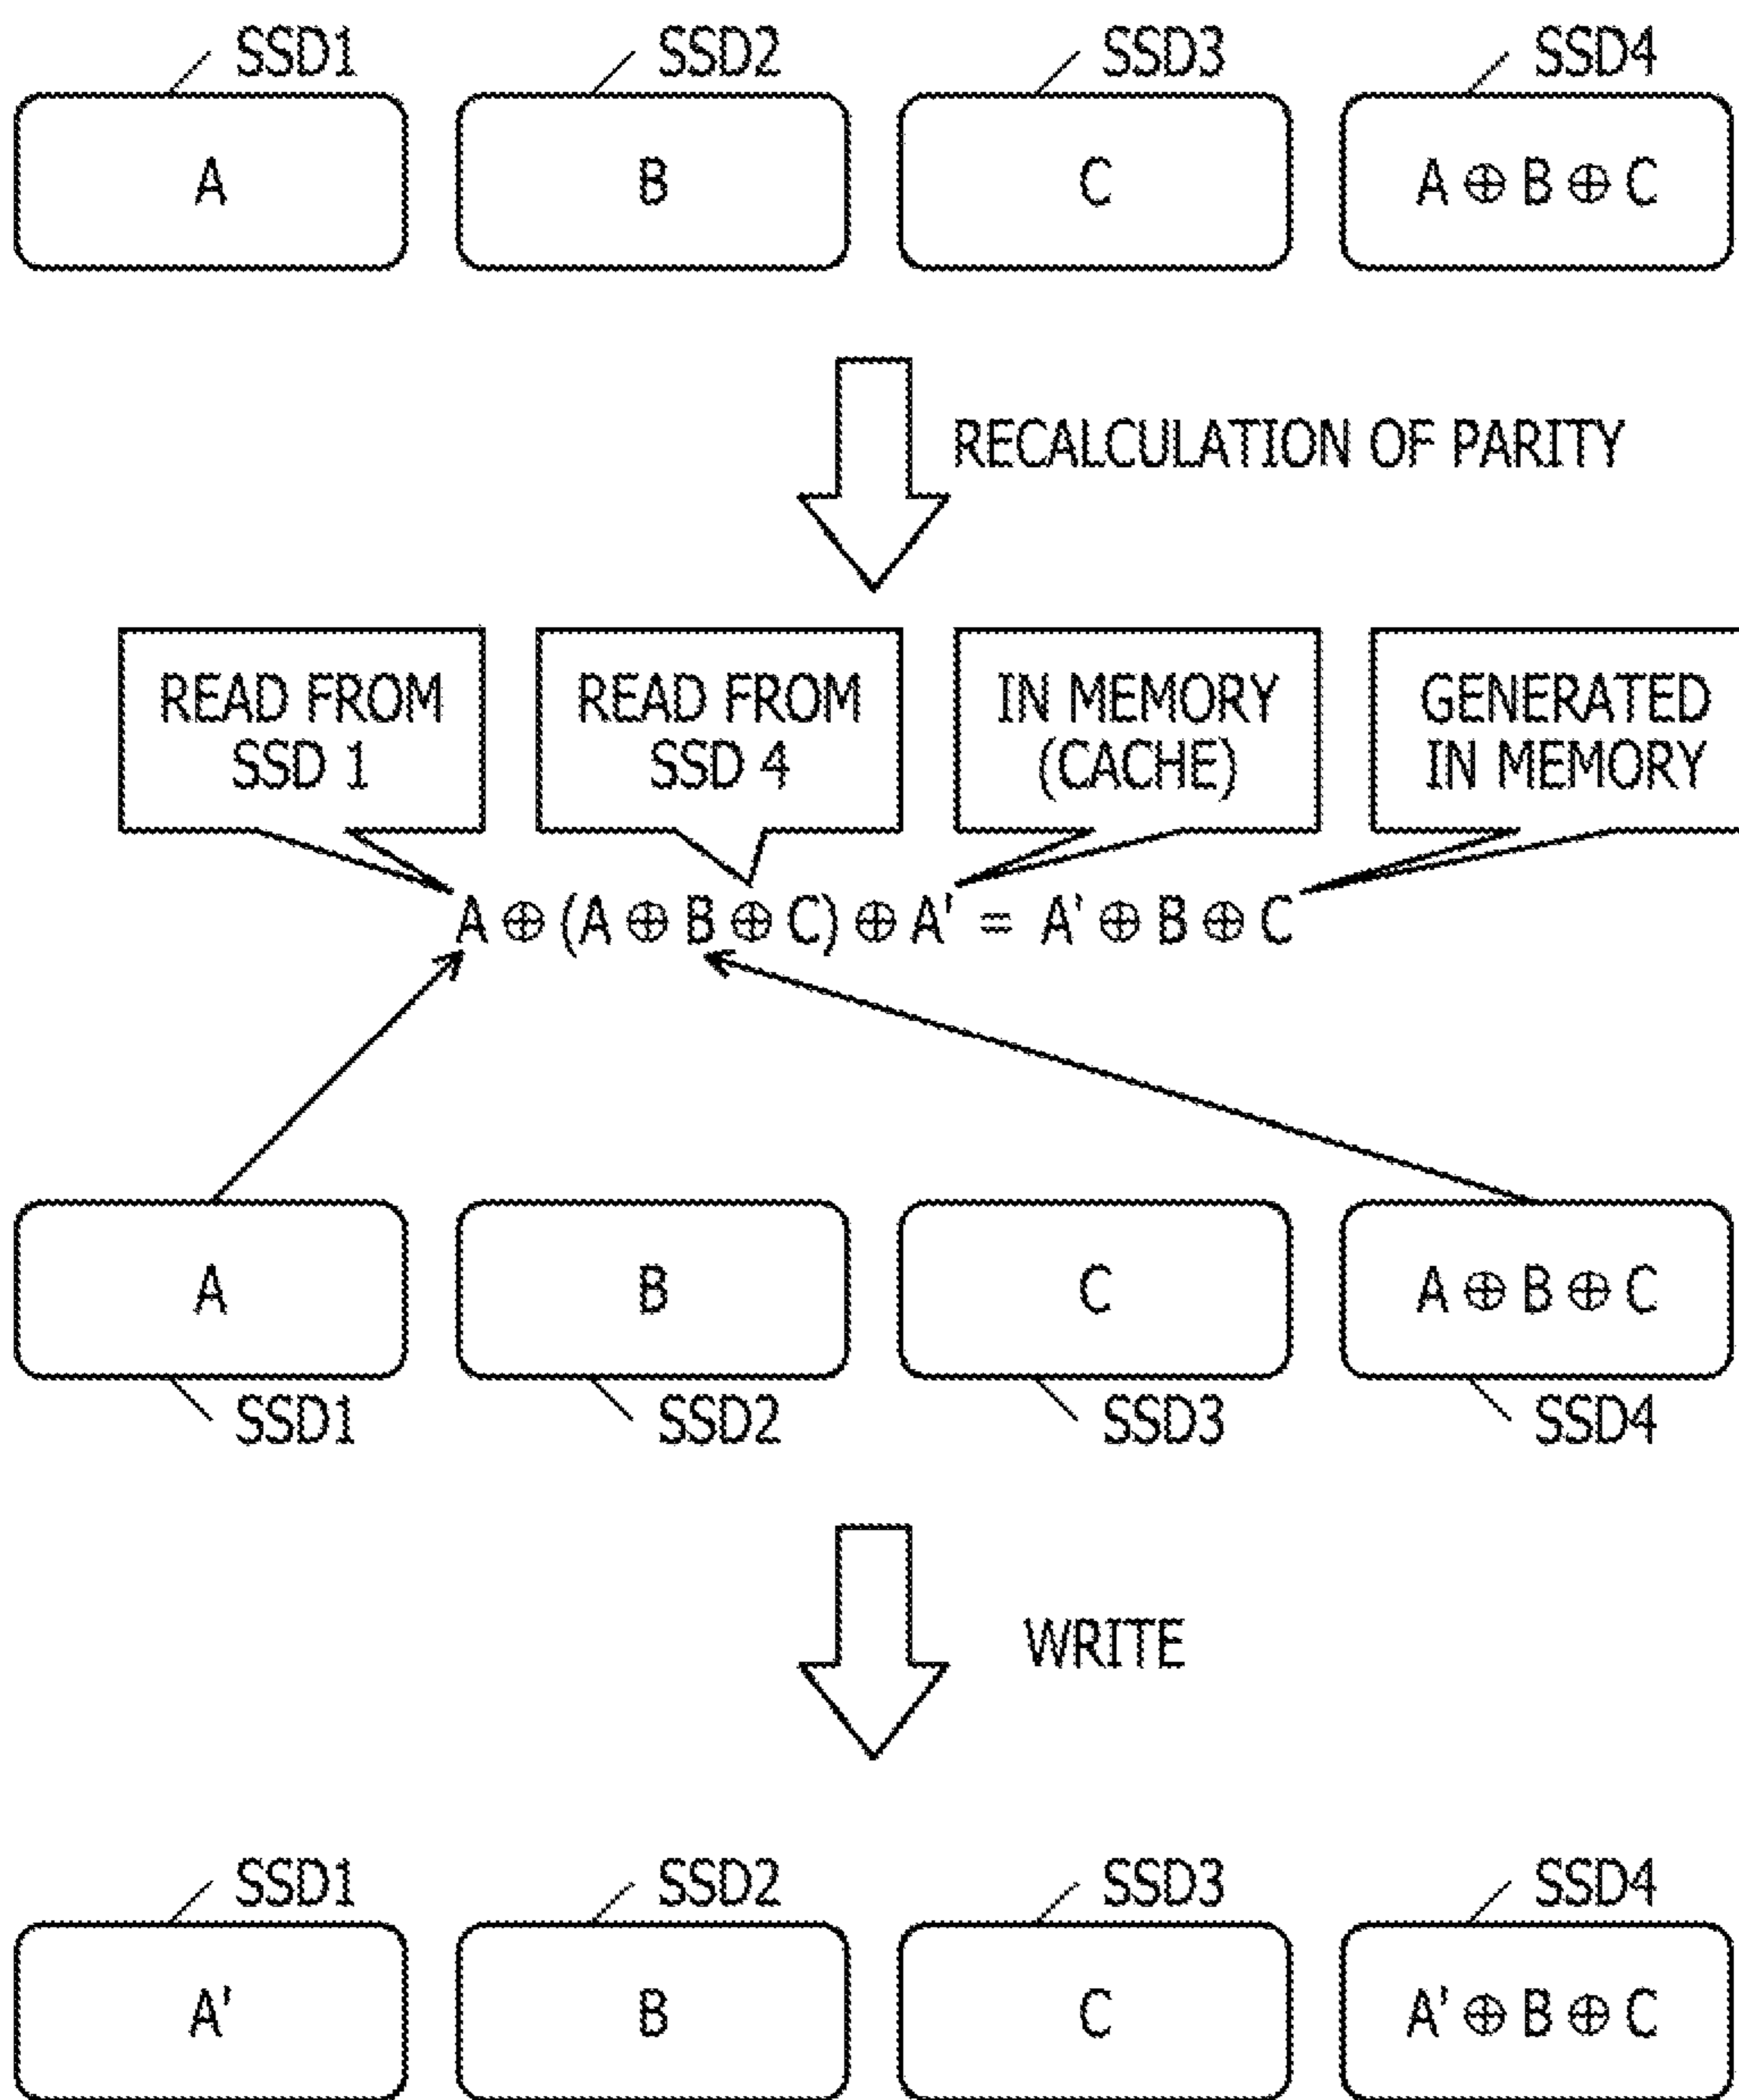 SSD1 SSD2 SSD3 SSD4
A B C A ⊕ B ⊕ C
RECALCULATION OF PARITY
READ FROM
SSD 1
READ FROM
SSD 4
IN MEMORY
(CACHE)
GENERATED
IN MEMORY
A ⊕ (A ⊕ B ⊕ C) ⊕ A' = A' ⊕ B ⊕ C
A B C A ⊕ B ⊕ C
SSD1 SSD2 SSD3 SSD4
WRITE
SSD1 SSD2 SSD3 SSD4
A' B C A' ⊕ B ⊕ C